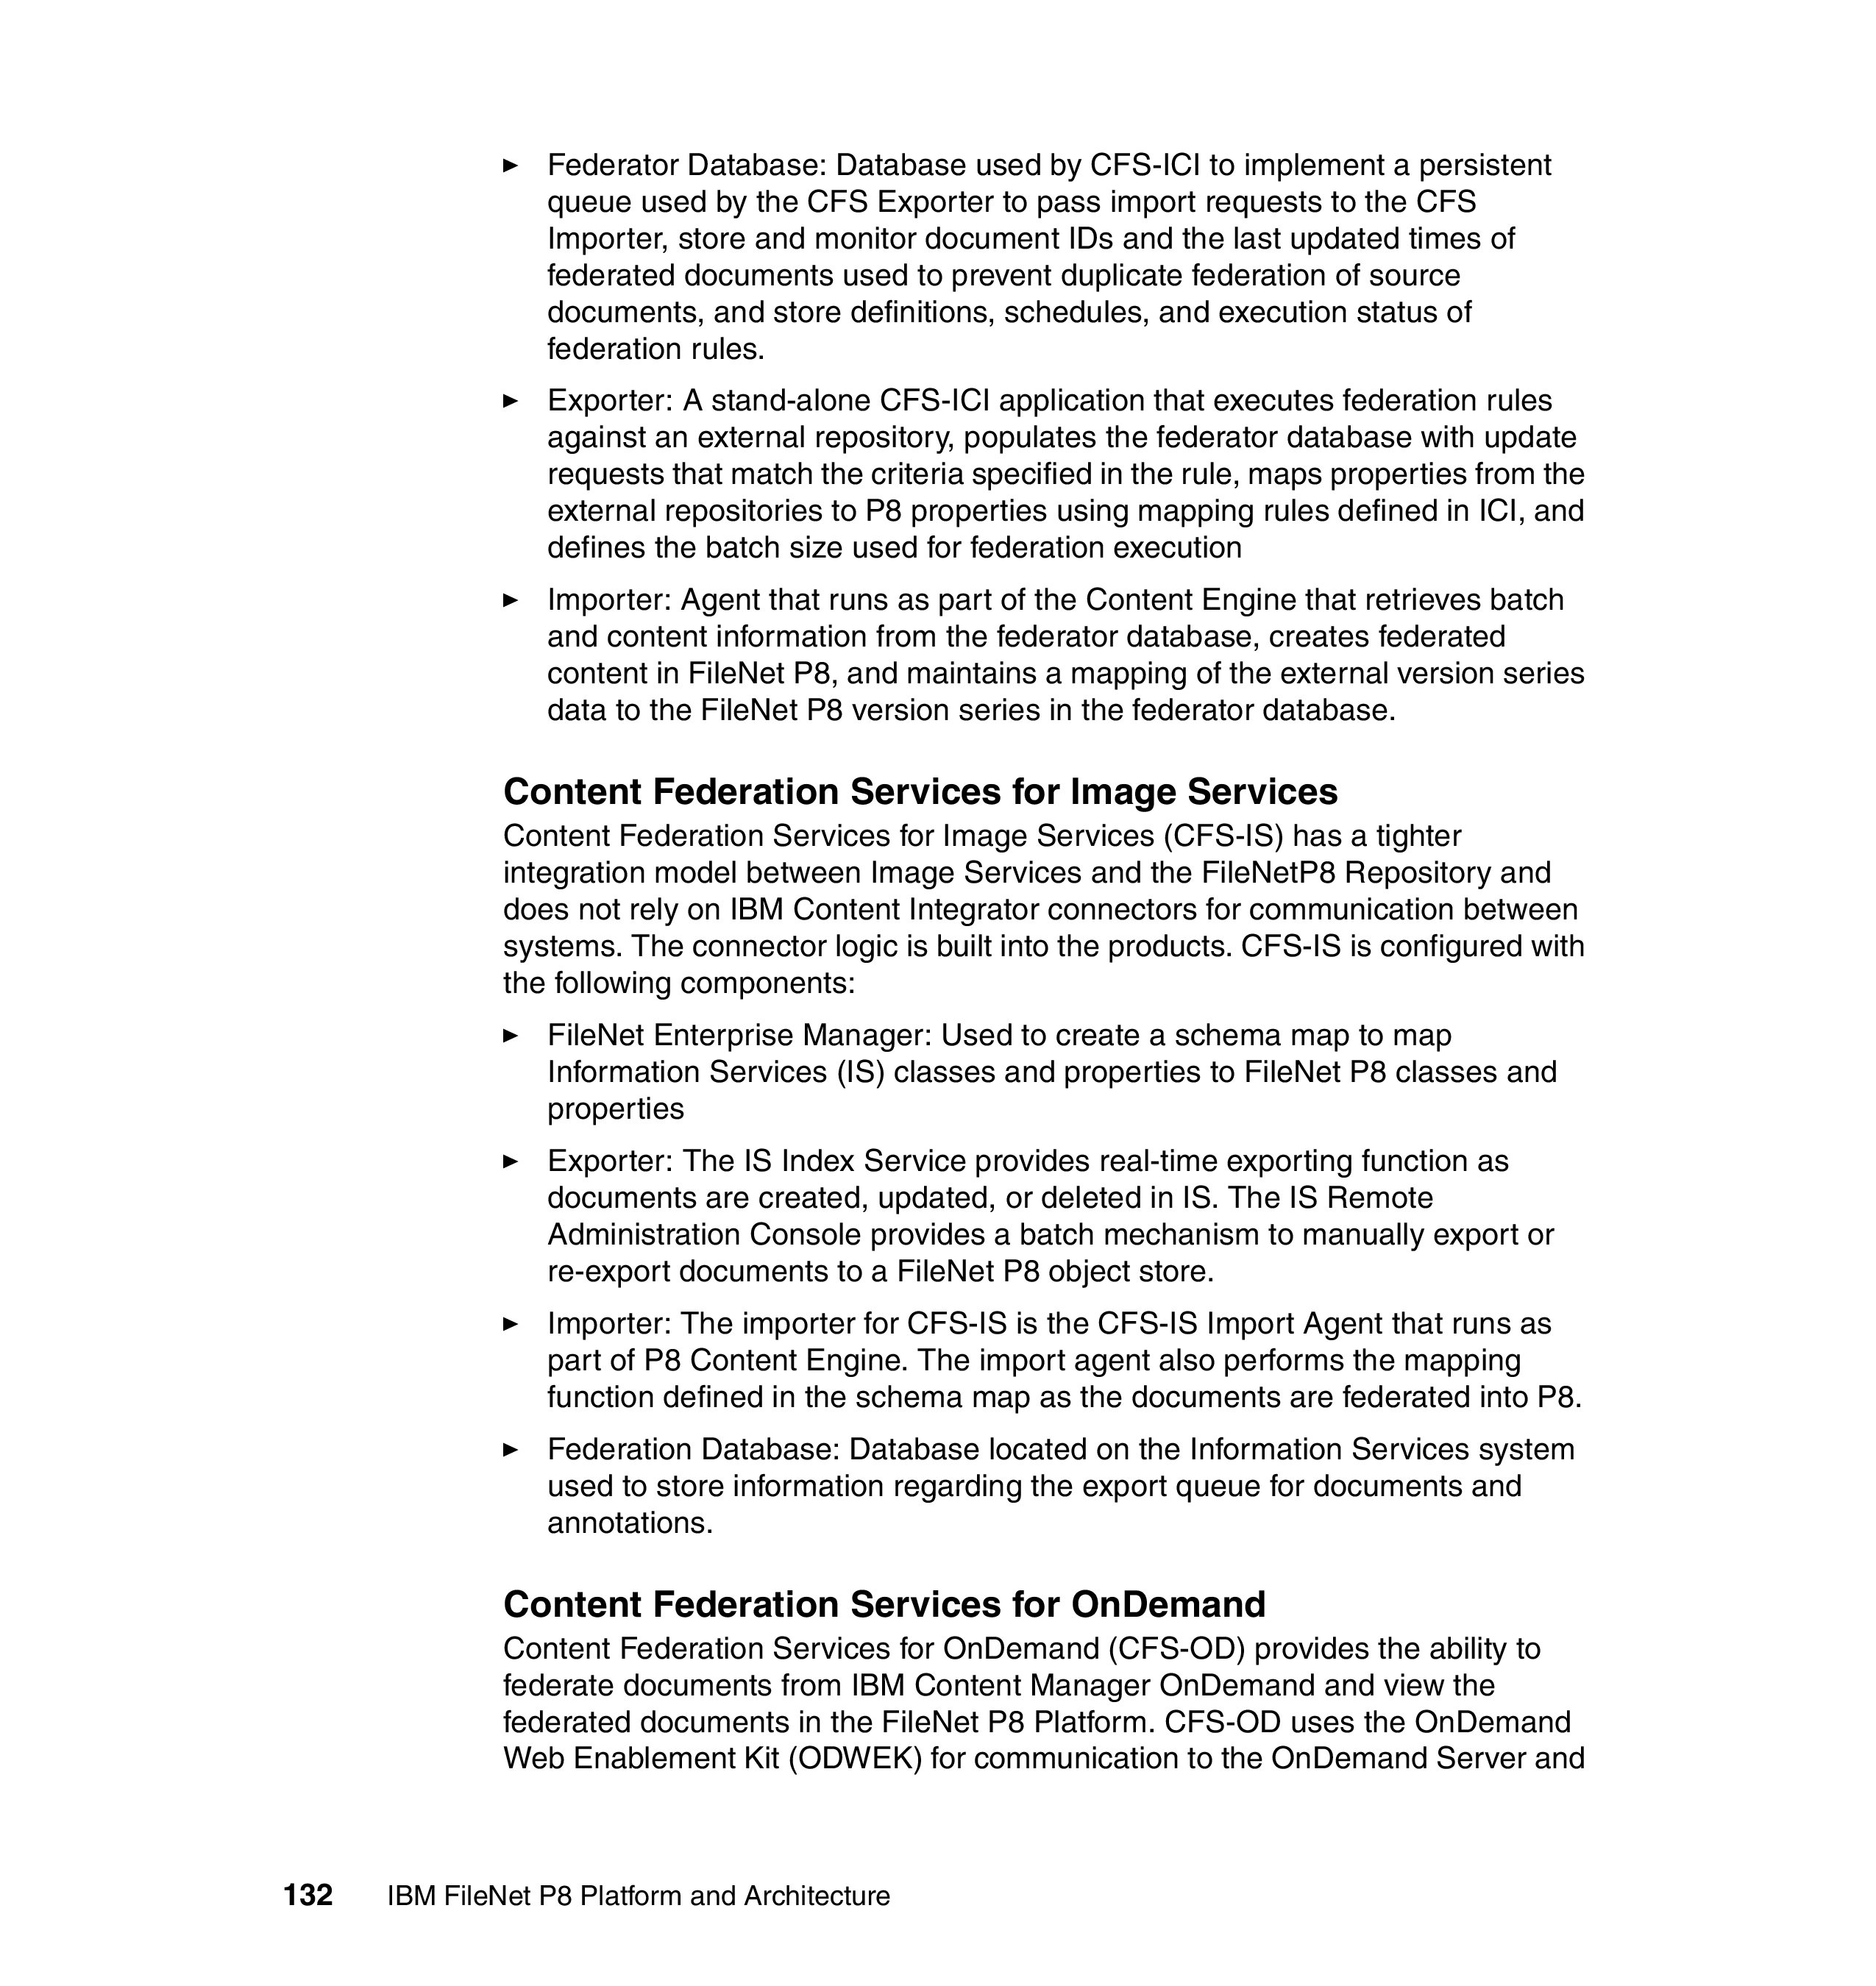 ► Federator Database: Database used by CFS-ICI to implement a persistent
queue used by the CFS Exporter to pass import requests to the CFS
Importer, store and monitor document IDs and the last updated times of
federated documents used to prevent duplicate federation of source
documents, and store definitions, schedules, and execution status of
federation rules.
► Exporter: A stand-alone CFS-ICI application that executes federation rules
against an external repository, populates the federator database with update
requests that match the criteria specified in the rule, maps properties from the
external repositories to P8 properties using mapping rules defined in ICI, and
defines the batch size used for federation execution
► Importer: Agent that runs as part of the Content Engine that retrieves batch
and content information from the federator database, creates federated
content in FileNet P8, and maintains a mapping of the external version series
data to the FileNet P8 version series in the federator database.
Content Federation Services for Image Services
Content Federation Services for Image Services (CFS-IS) has a tighter
integration model between Image Services and the FileNetP8 Repository and
does not rely on IBM Content Integrator connectors for communication between
systems. The connector logic is built into the products. CFS-IS is configured with
the following components:
► FileNet Enterprise Manager: Used to create a schema map to map
Information Services (IS) classes and properties to FileNet P8 classes and
properties
► Exporter: The IS Index Service provides real-time exporting function as
documents are created, updated, or deleted in IS. The IS Remote
Administration Console provides a batch mechanism to manually export or
re-export documents to a FileNet P8 object store.
► Importer: The importer for CFS-IS is the CFS-IS Import Agent that runs as
part of P8 Content Engine. The import agent also performs the mapping
function defined in the schema map as the documents are federated into P8.
► Federation Database: Database located on the Information Services system
used to store information regarding the export queue for documents and
annotations.
Content Federation Services for OnDemand
Content Federation Services for OnDemand (CFS-OD) provides the ability to
federate documents from IBM Content Manager OnDemand and view the
federated documents in the FileNet P8 Platform. CFS-OD uses the OnDemand
Web Enablement Kit (ODWEK) for communication to the OnDemand Server and
132 IBM FileNet P8 Platform and Architecture